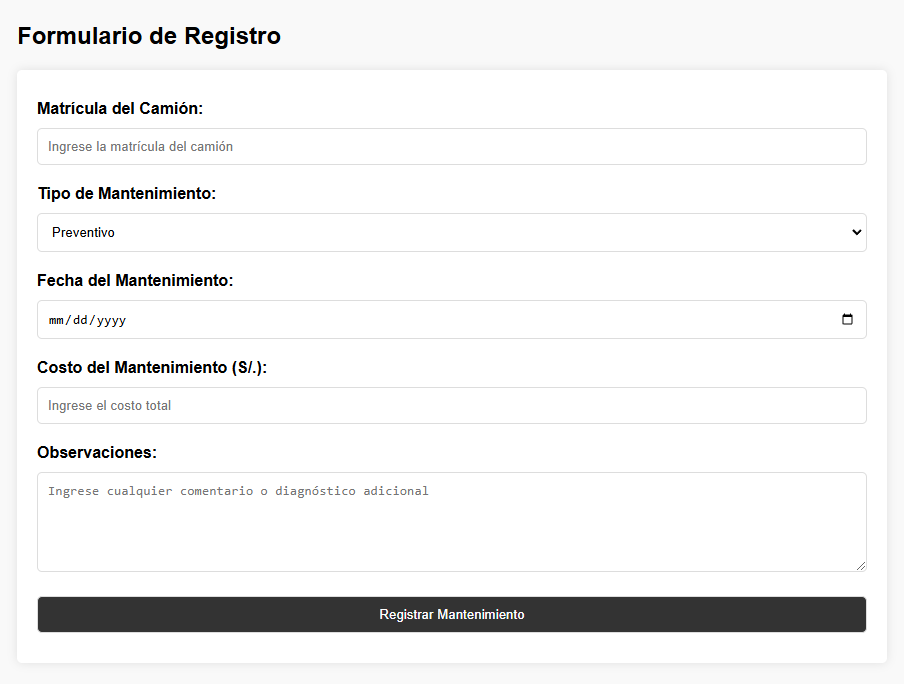 Formulario de Registro
Matrícula del Camión:
Ingrese la matrícula del camión
Tipo de Mantenimiento:
Preventivo
Fecha del Mantenimiento:
mm/dd/yyyy
Costo del Mantenimiento (S/.):
Ingrese el costo total
Observaciones:
Ingrese cualquier comentario o diagnóstico adicional
Registrar Mantenimiento